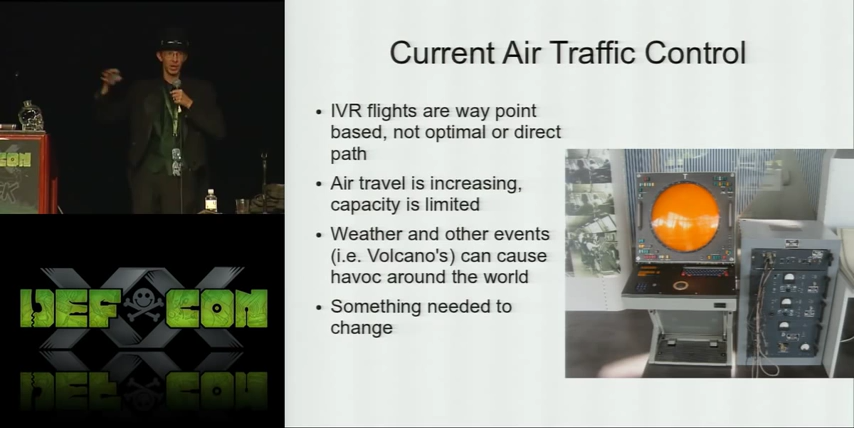 Current Air Traffic Control
• IVR flights are way point
based, not optimal or direct
path
• Air travel is increasing,
capacity is limited
• Weather and other events
(i.e. Volcano's) can cause
havoc around the world
• Something needed to
change
DEF CON
XX